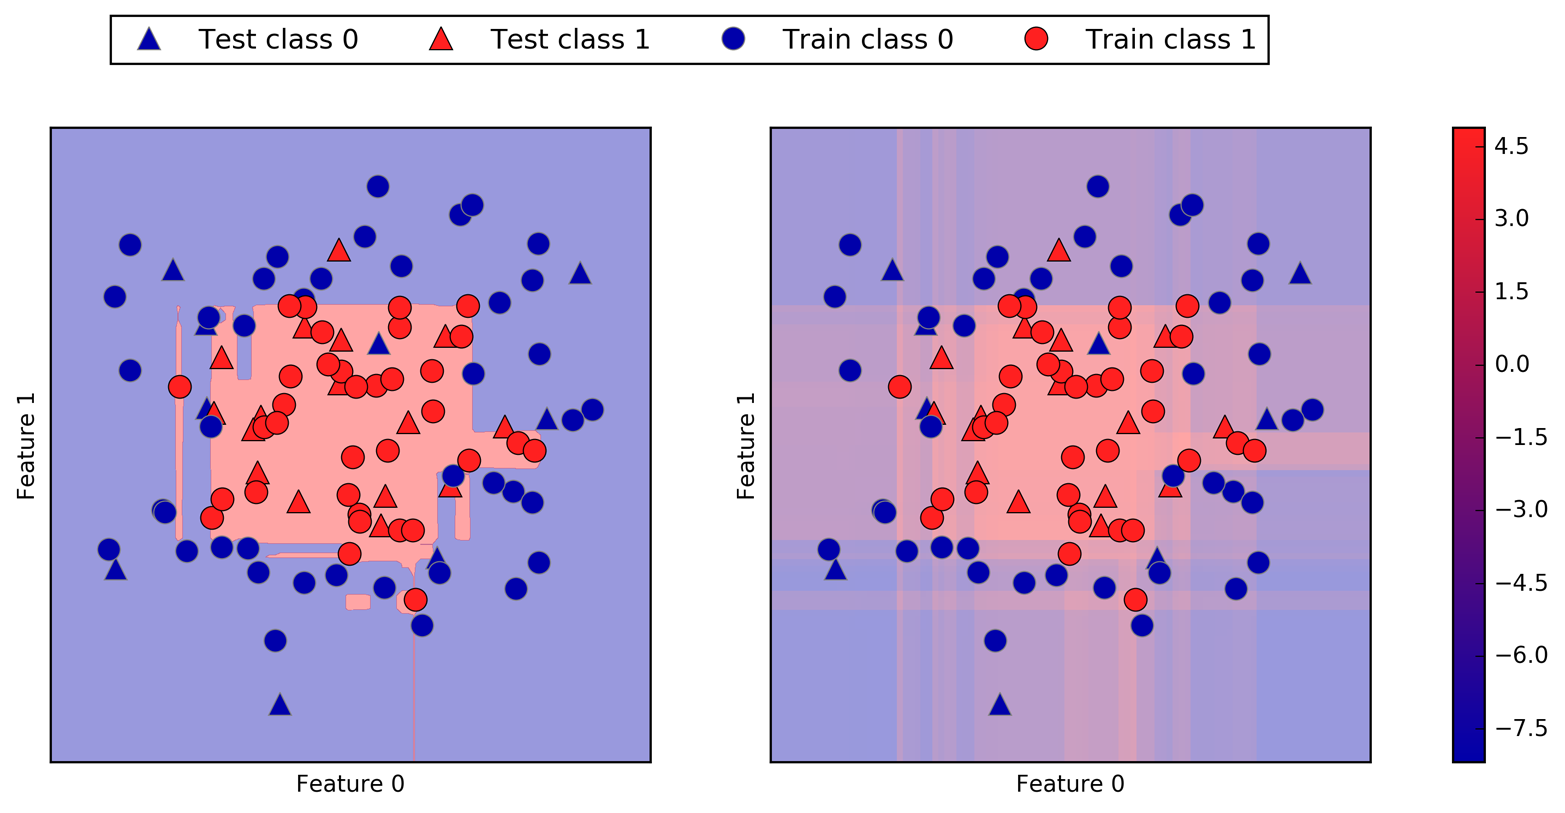 Test class 0 Test class 1 Train class 0 Train class 1
Feature 1
Feature 0
Feature 1
Feature 0
4.5
3.0
1.5
0.0
−1.5
−3.0
−4.5
−6.0
−7.5